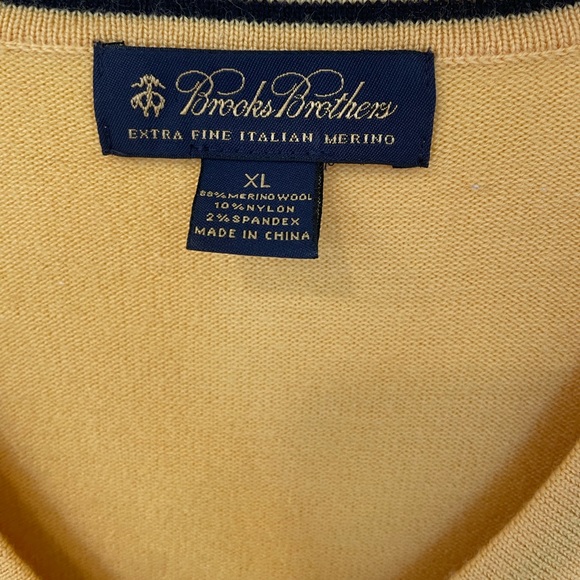 Brooks Brothers
EXTRA FINE ITALIAN MERINO
XL
88% MERINO WOOL
10% NYLON
2% SPANDEX
MADE IN CHINA